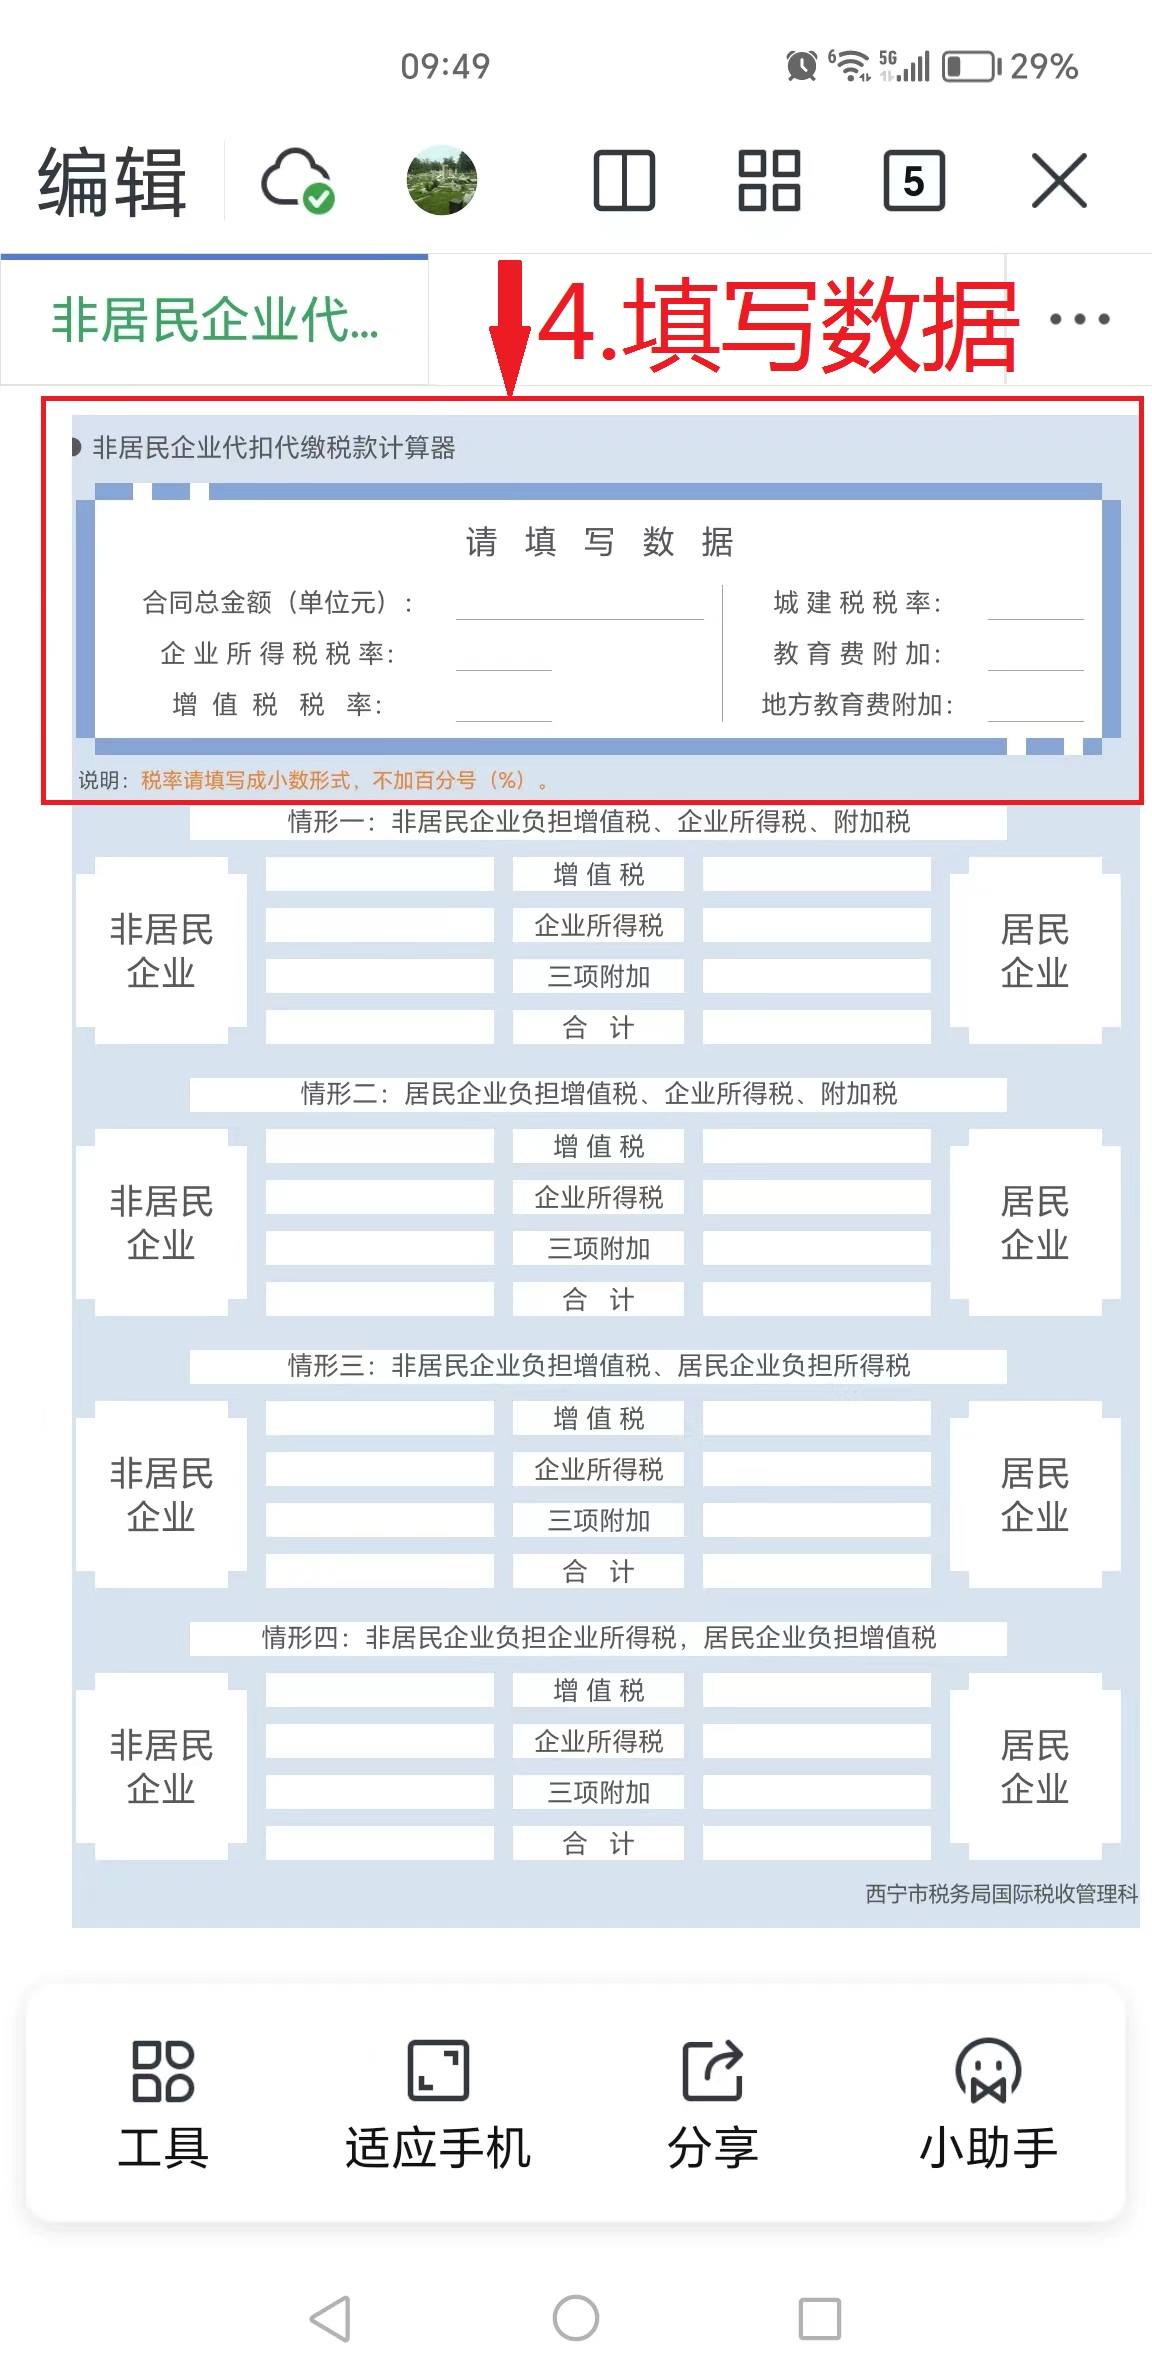 09:49
6 5G 29%
编辑 5
非居民企业代...
4.填写数据
非居民企业代扣代缴税款计算器
请 填 写 数 据
合同总金额（单位元）：
城 建 税 税 率：
企 业 所 得 税 税 率：
教 育 费 附 加：
增 值 税 税 率：
地方教育费附加：
说明：税率请填写成小数形式，不加百分号（%）。
情形一：非居民企业负担增值税、企业所得税、附加税
非居民
企业
增 值 税
企业所得税
三项附加
合 计
居民
企业
情形二：居民企业负担增值税、企业所得税、附加税
非居民
企业
增 值 税
企业所得税
三项附加
合 计
居民
企业
情形三：非居民企业负担增值税、居民企业负担所得税
非居民
企业
增 值 税
企业所得税
三项附加
合 计
居民
企业
情形四：非居民企业负担企业所得税，居民企业负担增值税
非居民
企业
增 值 税
企业所得税
三项附加
合 计
居民
企业
西宁市税务局国际税收管理科
工具
适应手机
分享
小助手